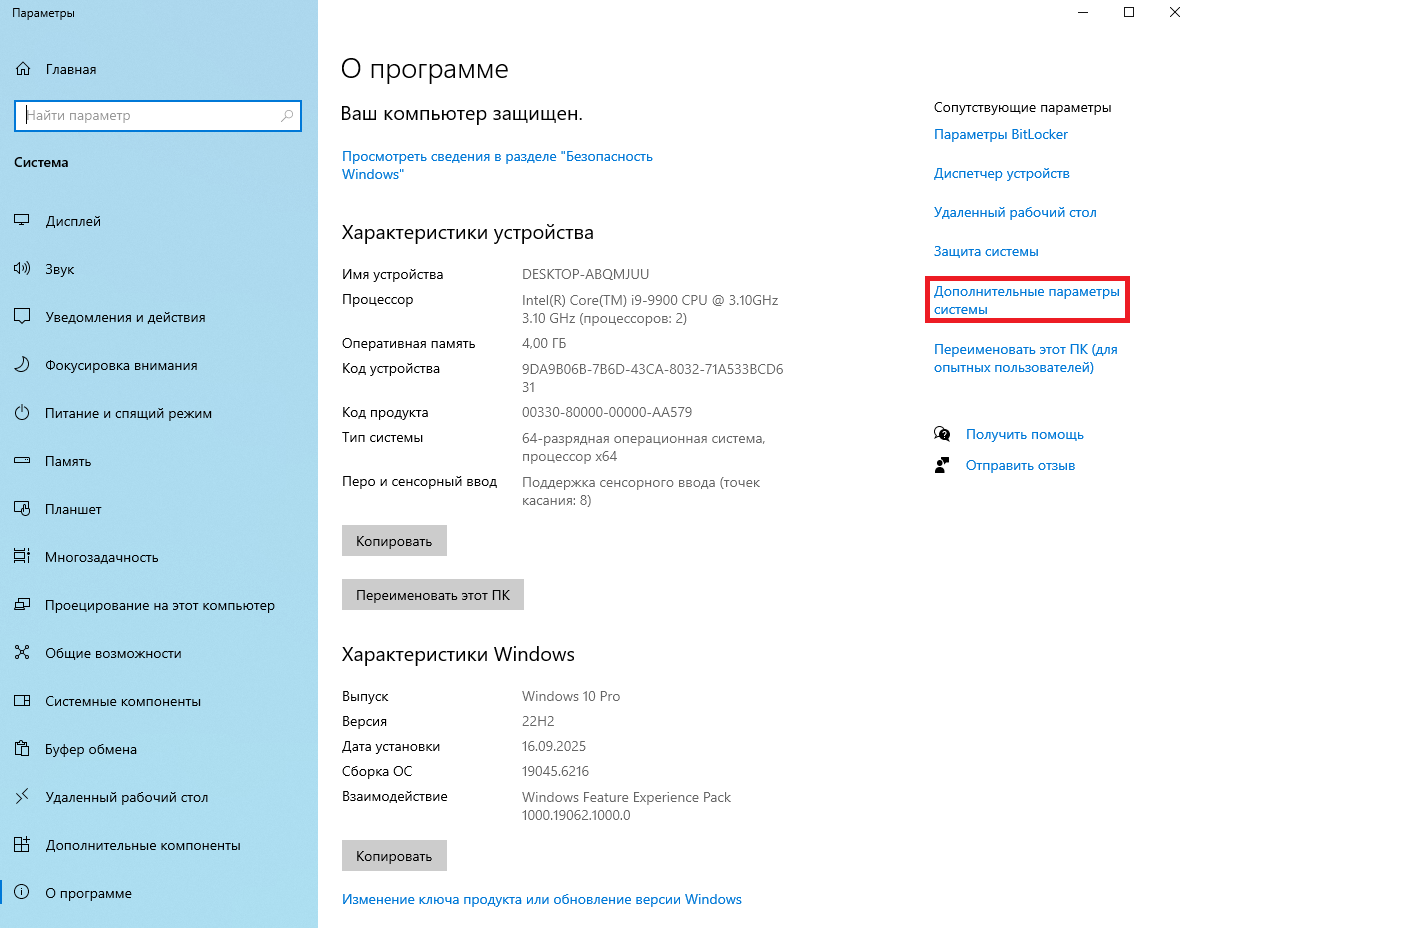 Параметры
Главная
Найти параметр
Система
Дисплей
Звук
Уведомления и действия
Фокусировка внимания
Питание и спящий режим
Память
Планшет
Многозадачность
Проецирование на этот компьютер
Общие возможности
Системные компоненты
Буфер обмена
Удаленный рабочий стол
Дополнительные компоненты
О программе
О программе
Ваш компьютер защищен.
Просмотреть сведения в разделе "Безопасность
Windows"
Характеристики устройства
Имя устройства DESKTOP-ABQMJUU
Процессор Intel(R) Core(TM) i9-9900 CPU @ 3.10GHz
3.10 GHz (процессоров: 2)
Оперативная память 4,00 ГБ
Код устройства 9DA9B06B-7B6D-43CA-8032-71A533BCD6
31
Код продукта 00330-80000-00000-AA579
Тип системы 64-разрядная операционная система,
процессор x64
Перо и сенсорный ввод Поддержка сенсорного ввода (точек
касания: 8)
Копировать
Переименовать этот ПК
Характеристики Windows
Выпуск Windows 10 Pro
Версия 22H2
Дата установки 16.09.2025
Сборка ОС 19045.6216
Взаимодействие Windows Feature Experience Pack
1000.19062.1000.0
Копировать
Изменение ключа продукта или обновление версии Windows
Сопутствующие параметры
Параметры BitLocker
Диспетчер устройств
Удаленный рабочий стол
Защита системы
Дополнительные параметры
системы
Переименовать этот ПК (для
опытных пользователей)
Получить помощь
Отправить отзыв